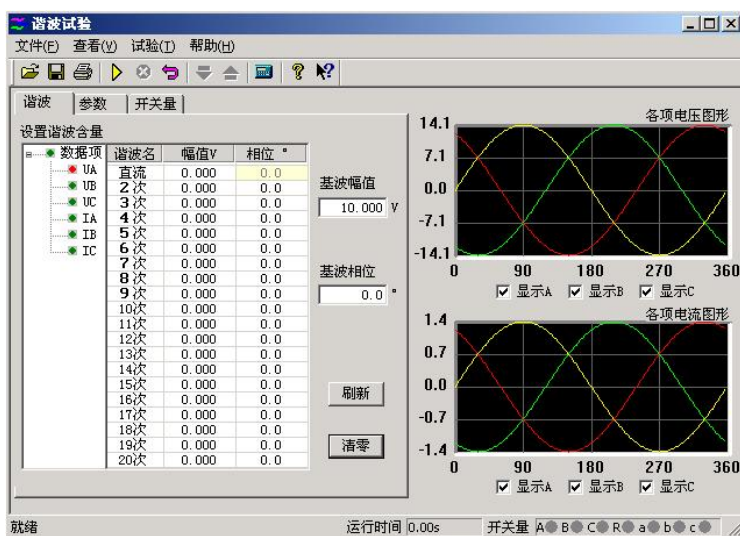 谐波试验
文件(F) 查看(V) 试验(T) 帮助(H)
谐波 参数 开关量
设置谐波含量
数据项
UA
UB
UC
IA
IB
IC
谐波名 幅值V 相位 °
直流 0.000 0.0
2次 0.000 0.0
3次 0.000 0.0
4次 0.000 0.0
5次 0.000 0.0
6次 0.000 0.0
7次 0.000 0.0
8次 0.000 0.0
9次 0.000 0.0
10次 0.000 0.0
11次 0.000 0.0
12次 0.000 0.0
13次 0.000 0.0
14次 0.000 0.0
15次 0.000 0.0
16次 0.000 0.0
17次 0.000 0.0
18次 0.000 0.0
19次 0.000 0.0
20次 0.000 0.0
基波幅值
10.000 V
基波相位
0.0 °
刷新
清零
各项电压图形
14.1
7.1
0.0
-7.1
-14.1
0 90 180 270 360
显示A 显示B 显示C
各项电流图形
1.4
0.7
0.0
-0.7
-1.4
0 90 180 270 360
显示A 显示B 显示C
就绪 运行时间 0.00s 开关量 A B C R a b c